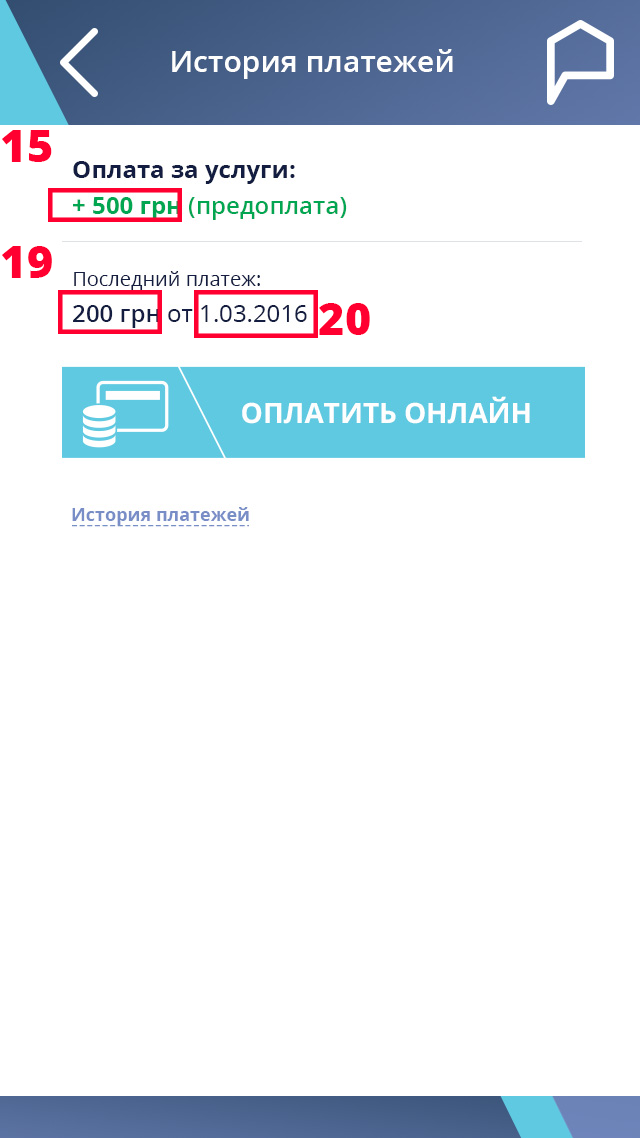 История платежей
15
Оплата за услуги:
+ 500 грн (предоплата)
19
Последний платеж:
200 грн от 1.03.2016 20
ОПЛАТИТЬ ОНЛАЙН
История платежей